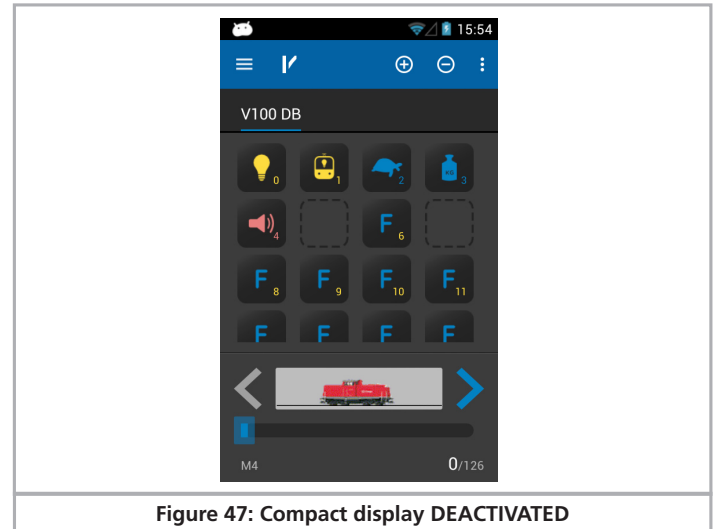 15:54
V100 DB
0 1 2 KG 3
4 F 6
F 8 F 9 F 10 F 11
F F F F
M4 0/126
Figure 47: Compact display DEACTIVATED